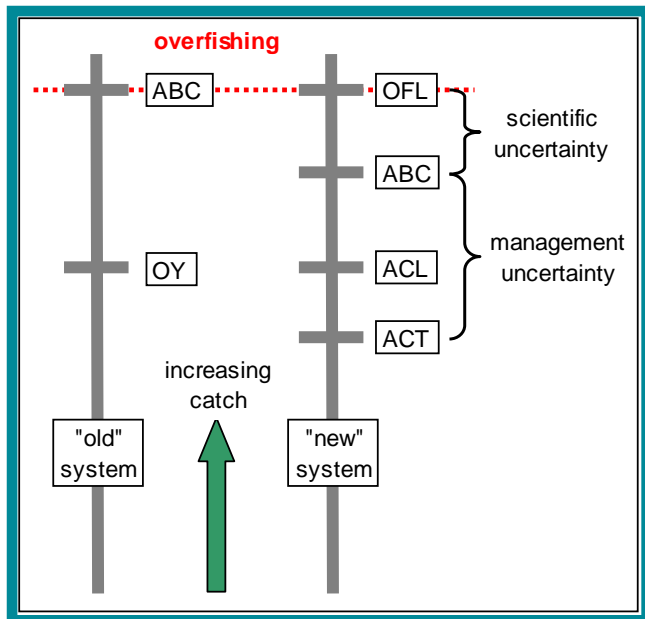 overfishing
ABC
OFL
scientific
uncertainty
ABC
OY
ACL
management
uncertainty
ACT
increasing
catch
"old"
system
"new"
system